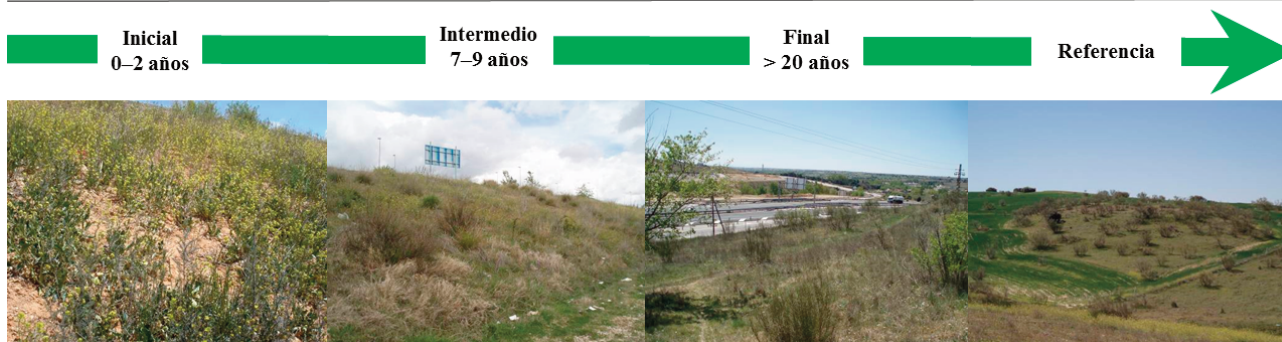 Inicial
0–2 años
Intermedio
7–9 años
Final
> 20 años
Referencia